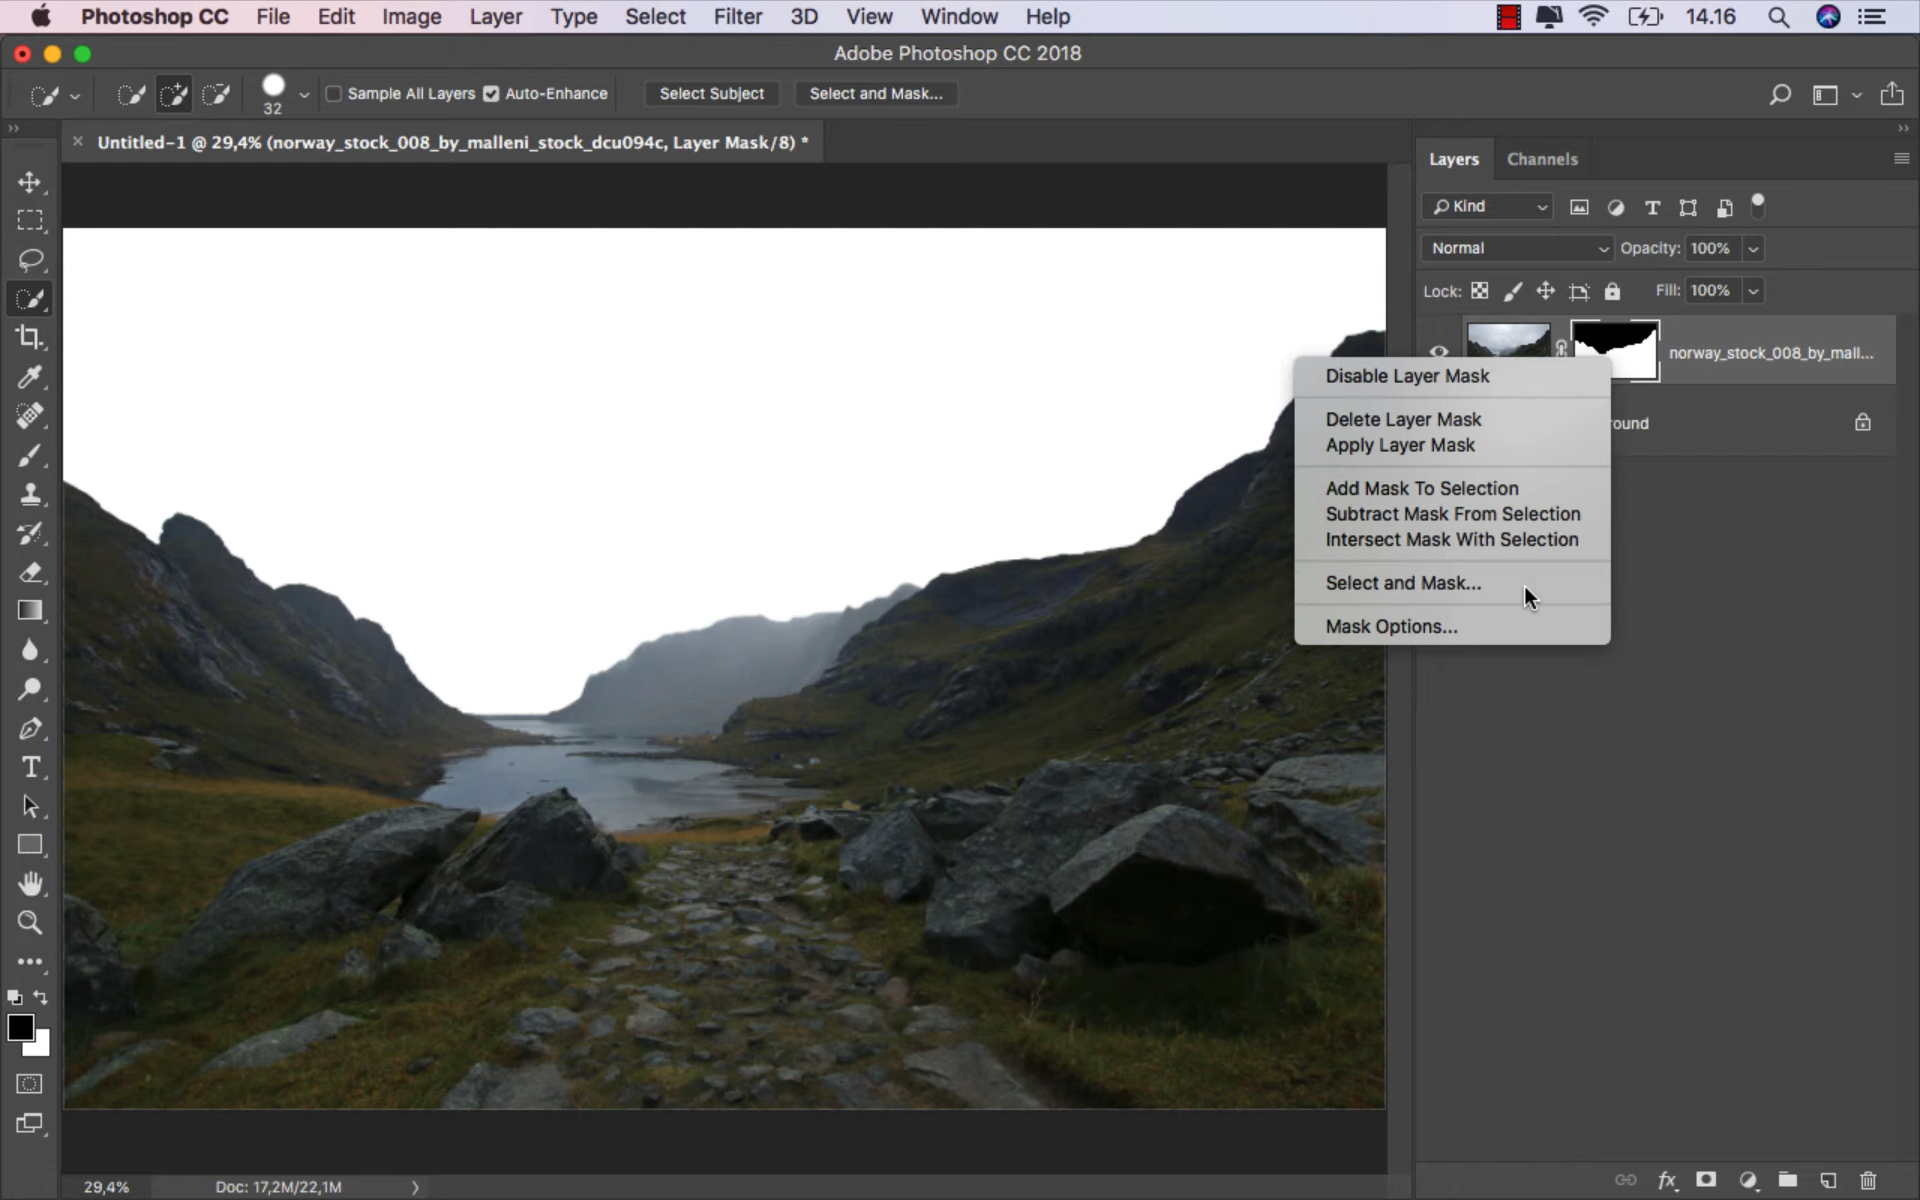 Photoshop CC File Edit Image Layer Type Select Filter 3D View Window Help 14.16
Adobe Photoshop CC 2018
32 Sample All Layers Auto-Enhance Select Subject Select and Mask...
Untitled-1 @ 29,4% (norway_stock_008_by_malleni_stock_dcu094c, Layer Mask/8) *
Layers Channels
Kind
Normal Opacity: 100%
Lock: Fill: 100%
norway_stock_008_by_mall...
Disable Layer Mask
Delete Layer Mask
round
Apply Layer Mask
Add Mask To Selection
Subtract Mask From Selection
Intersect Mask With Selection
Select and Mask...
Mask Options...
29,4% Doc: 17,2M/22,1M